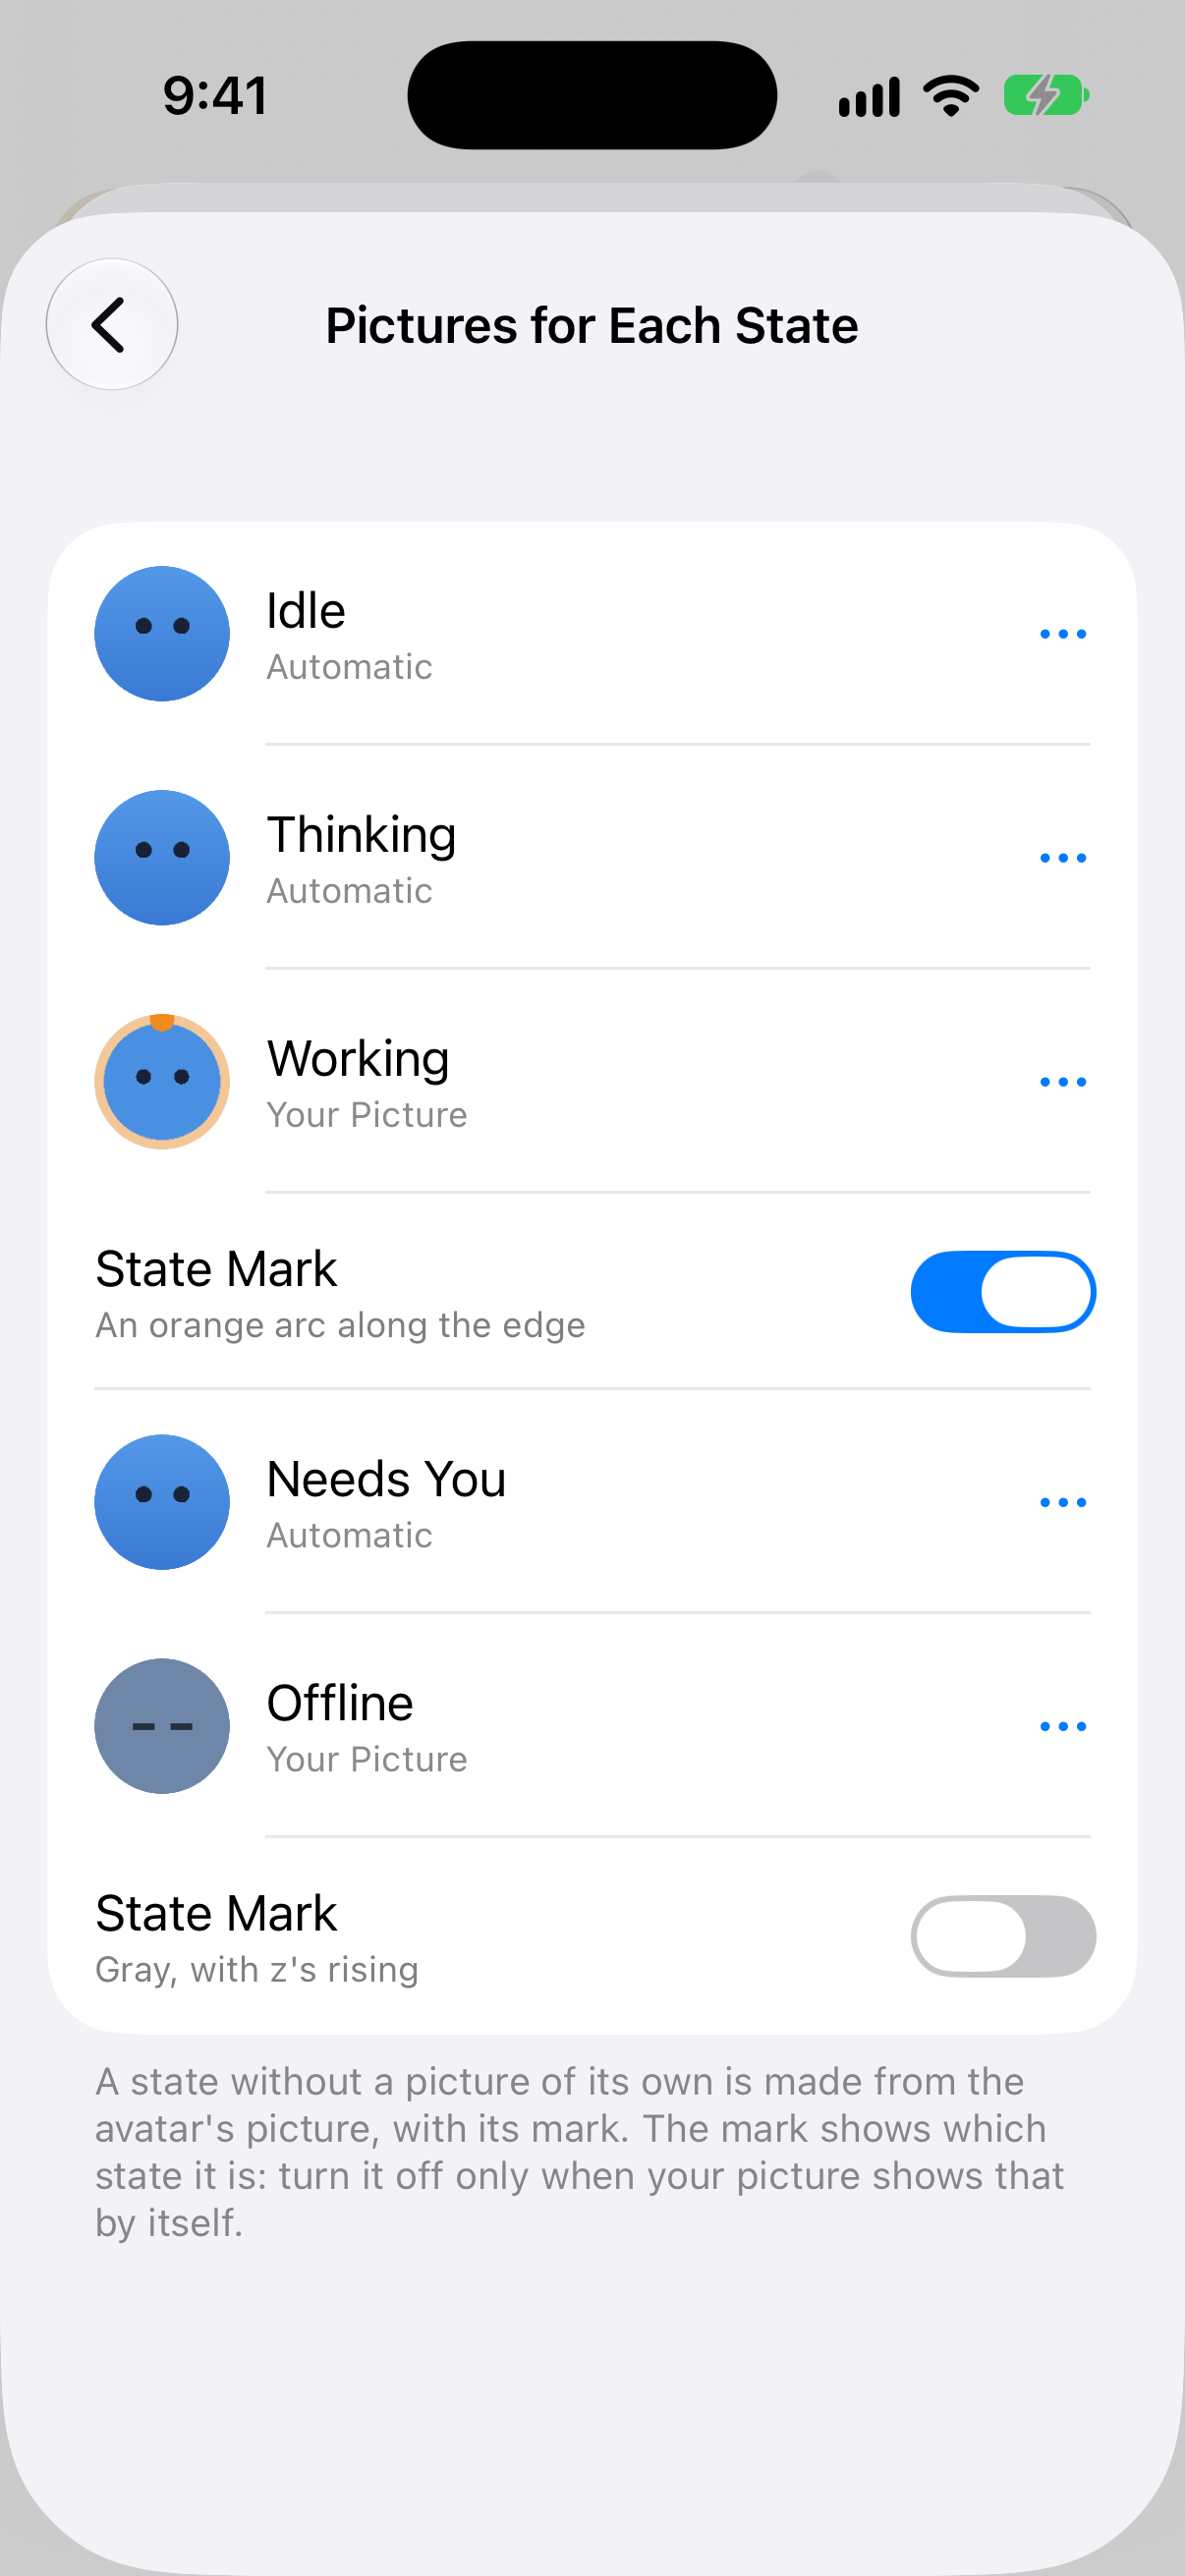 9:41
Pictures for Each State
Idle
Automatic
Thinking
Automatic
Working
Your Picture
State Mark
An orange arc along the edge
Needs You
Automatic
Offline
Your Picture
State Mark
Gray, with z's rising
A state without a picture of its own is made from the
avatar's picture, with its mark. The mark shows which
state it is: turn it off only when your picture shows that
by itself.